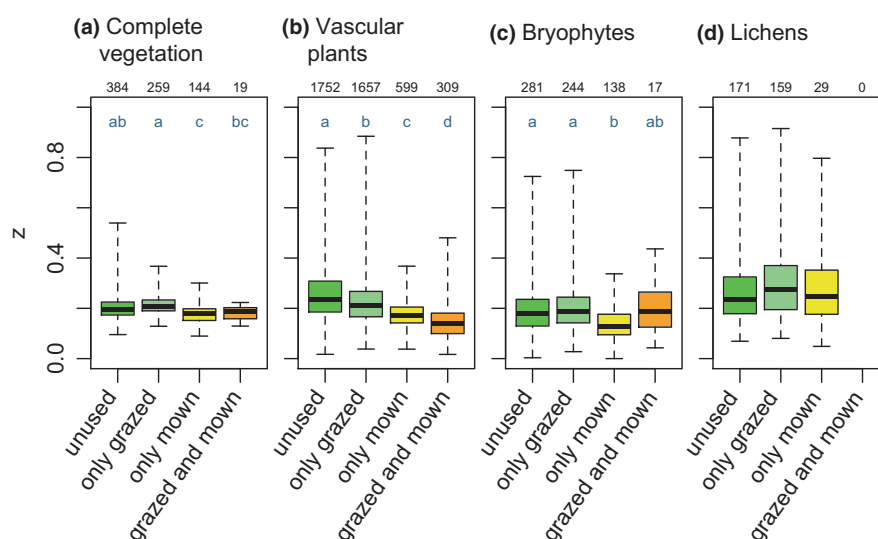 (a) Complete
vegetation
(b) Vascular
plants
(c) Bryophytes
(d) Lichens
384 259 144 19
1752 1657 599 309
281 244 138 17
171 159 29 0
ab a c bc
a b c d
a a b ab
z
0.8
0.4
0.0
unused
only grazed
only mown
grazed and mown
unused
only grazed
only mown
grazed and mown
unused
only grazed
only mown
grazed and mown
unused
only grazed
only mown
grazed and mown